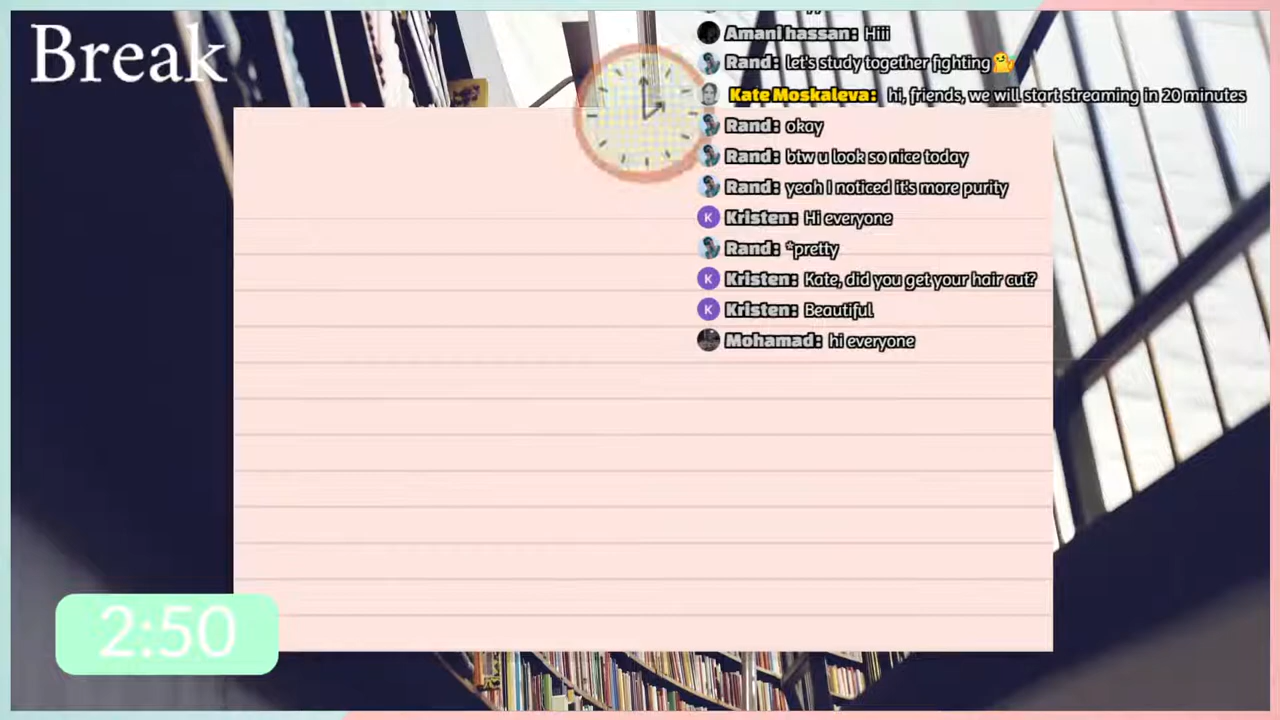 Break
Amani hassan: Hiii
Rand: let's study together fighting
Kate Moskaleva: hi, friends, we will start streaming in 20 minutes
Rand: okay
Rand: btw u look so nice today
Rand: yeah I noticed it's more purity
K Kristen: Hi everyone
Rand: *pretty
K Kristen: Kate, did you get your hair cut?
K Kristen: Beautiful
Mohamad: hi everyone
2:50